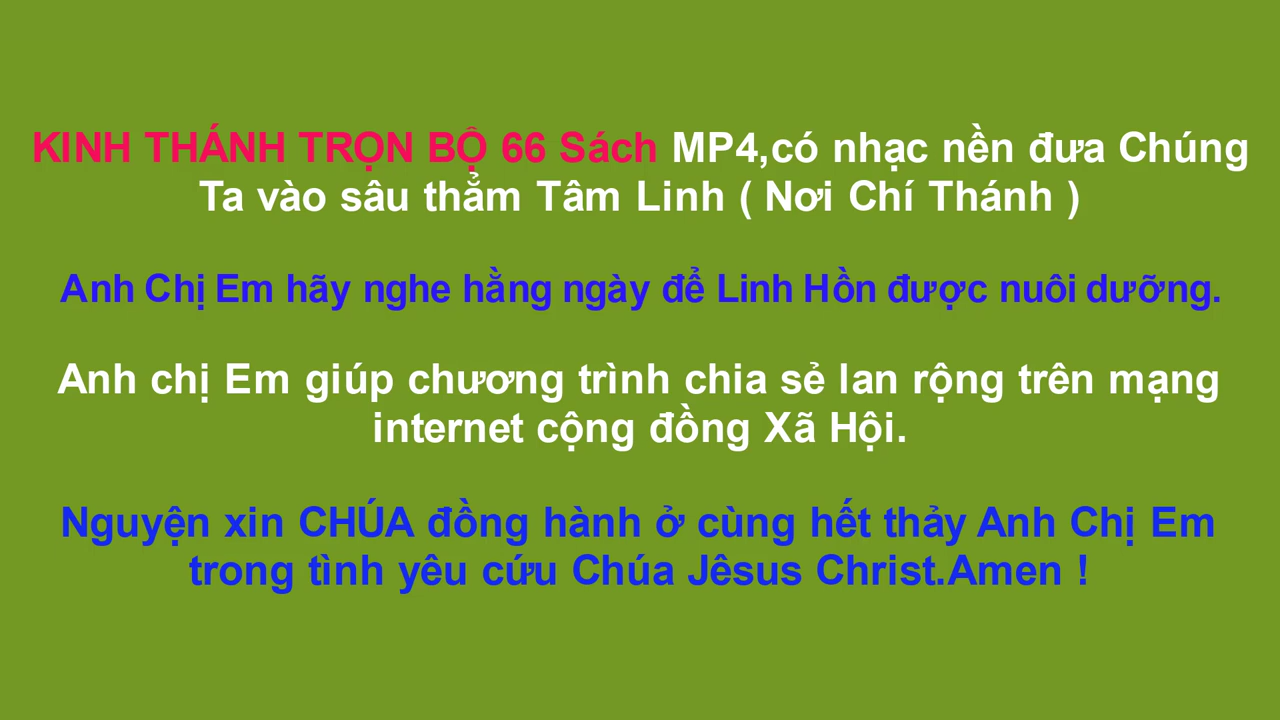 KINH THÁNH TRỌN BỘ 66 Sách MP4,có nhạc nền đưa Chúng
Ta vào sâu thẳm Tâm Linh ( Nơi Chí Thánh )
Anh Chị Em hãy nghe hằng ngày để Linh Hồn được nuôi dưỡng.
Anh chị Em giúp chương trình chia sẻ lan rộng trên mạng
internet cộng đồng Xã Hội.
Nguyện xin CHÚA đồng hành ở cùng hết thảy Anh Chị Em
trong tình yêu cứu Chúa Jêsus Christ.Amen !